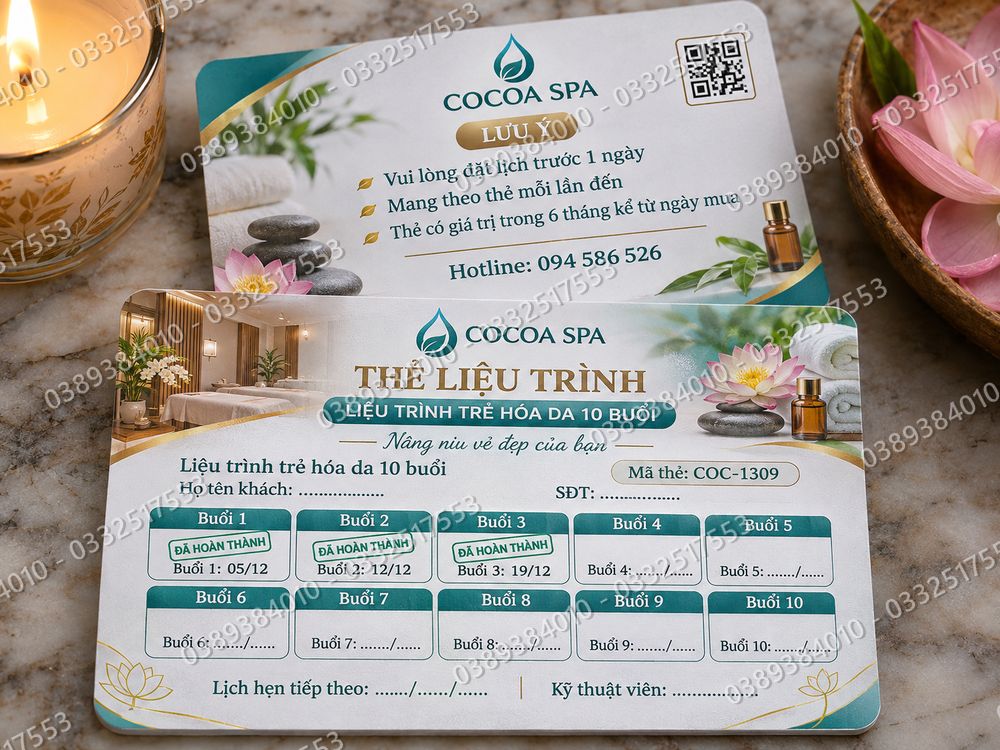 COCOA SPA
LƯU Ý
Vui lòng đặt lịch trước 1 ngày
Mang theo thẻ mỗi lần đến
Thẻ có giá trị trong 6 tháng kể từ ngày mua
Hotline: 094 586 526
COCOA SPA
THẺ LIỆU TRÌNH
LIỆU TRÌNH TRẺ HÓA DA 10 BUỔI
Nâng niu vẻ đẹp của bạn
Liệu trình trẻ hóa da 10 buổi
Mã thẻ: COC-1309
Họ tên khách: ..................
SĐT: .................
Buổi 1 Buổi 2 Buổi 3 Buổi 4 Buổi 5
ĐÃ HOÀN THÀNH ĐÃ HOÀN THÀNH ĐÃ HOÀN THÀNH
Buổi 1: 05/12 Buổi 2: 12/12 Buổi 3: 19/12 Buổi 4: ....../...... Buổi 5: ....../......
Buổi 6 Buổi 7 Buổi 8 Buổi 9 Buổi 10
Buổi 6: ....../...... Buổi 7: ....../...... Buổi 8: ....../...... Buổi 9: ....../...... Buổi 10: ....../......
Lịch hẹn tiếp theo: ....../....../......
Kỹ thuật viên: ..................
0389384010 - 0332517553